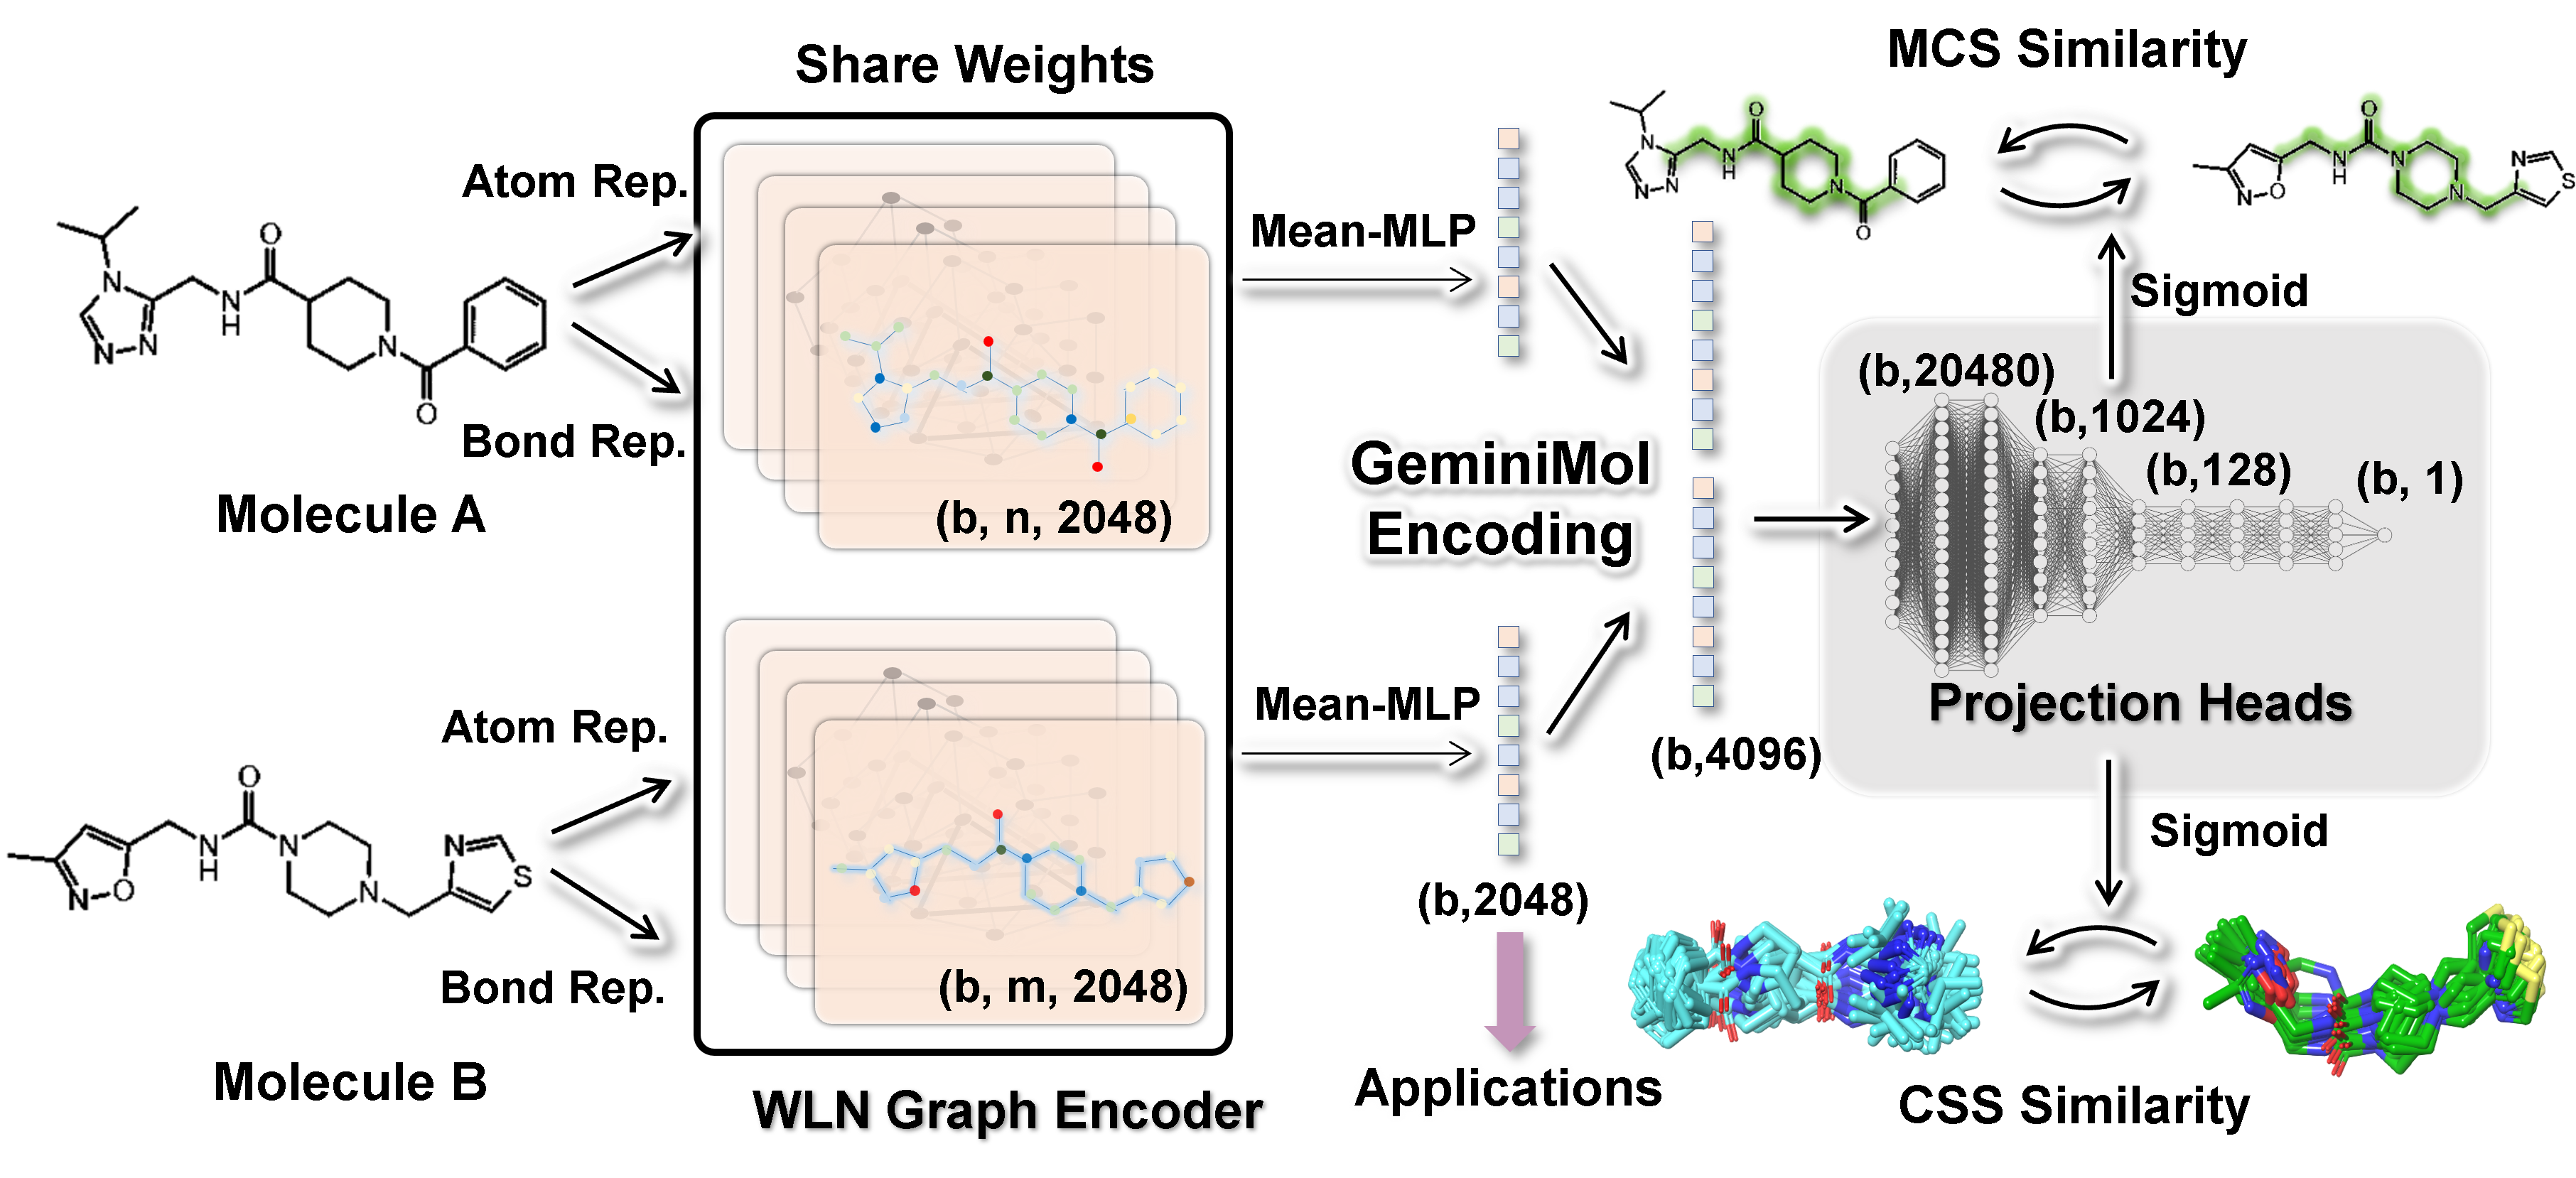 Share Weights
MCS Similarity
Atom Rep.
Bond Rep.
Molecule A
N
N
N
N
H
O
N
O
(b, n, 2048)
Mean-MLP
Atom Rep.
Bond Rep.
Molecule B
N
O
N
H
O
N
N
N
S
(b, m, 2048)
WLN Graph Encoder
Mean-MLP
(b,2048)
Applications
GeminiMol
Encoding
(b,4096)
N
N
N
N
H
O
N
O
N
O
N
H
O
N
N
N
S
Sigmoid
(b,20480)
(b,1024)
(b,128)
(b, 1)
Projection Heads
Sigmoid
CSS Similarity